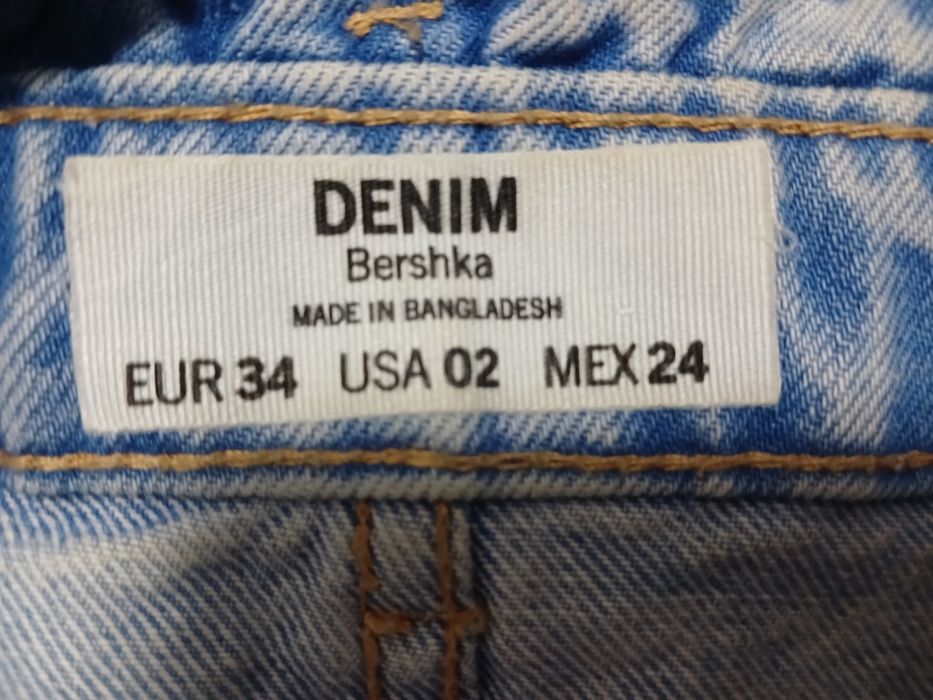 DENIM
Bershka
MADE IN BANGLADESH
EUR 34 USA 02 MEX 24